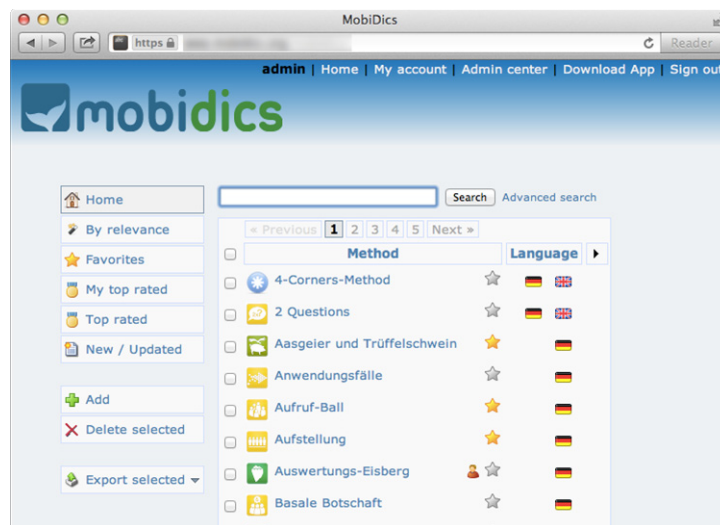 MobiDics
https
Reader
admin | Home | My account | Admin center | Download App | Sign out
mobidics
Home
By relevance
Favorites
My top rated
Top rated
New / Updated
Add
Delete selected
Export selected
Search Advanced search
« Previous 1 2 3 4 5 Next »
Method Language
4-Corners-Method
2 Questions
Aasgeier und Trüffelschwein
Anwendungsfälle
Aufruf-Ball
Aufstellung
Auswertungs-Eisberg
Basale Botschaft